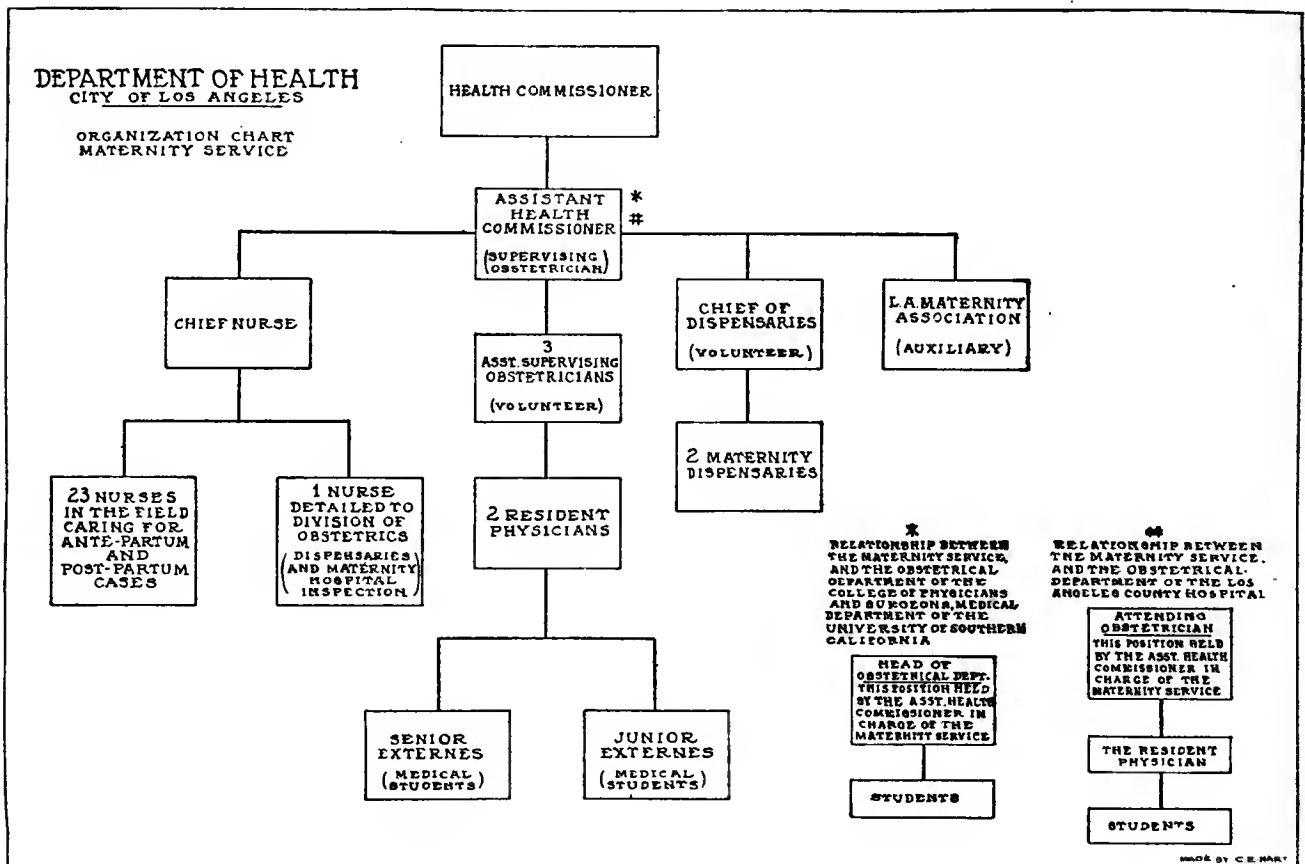 DEPARTMENT OF HEALTH
CITY OF LOS ANGELES
ORGANIZATION CHART
MATERNITY SERVICE
HEALTH COMMISSIONER
ASSISTANT *
HEALTH #
COMMISSIONER
(SUPERVISING
OBSTETRICIAN)
CHIEF NURSE
3
ASST. SUPERVISING
OBSTETRICIANS
(VOLUNTEER)
CHIEF OF
DISPENSARIES
(VOLUNTEER)
L.A. MATERNITY
ASSOCIATION
(AUXILIARY)
23 NURSES
IN THE FIELD
CARING FOR
ANTE-PARTUM
AND
POST-PARTUM
CASES
1 NURSE
DETAILED TO
DIVISION OF
OBSTETRICS
(DISPENSARIES
AND MATERNITY
HOSPITAL
INSPECTION)
2 RESIDENT
PHYSICIANS
2 MATERNITY
DISPENSARIES
SENIOR
EXTERNES
(MEDICAL
STUDENTS)
JUNIOR
EXTERNES
(MEDICAL
STUDENTS)
*
RELATIONSHIP BETWEEN
THE MATERNITY SERVICE,
AND THE OBSTETRICAL
DEPARTMENT OF THE
COLLEGE OF PHYSICIANS
AND SURGEONS, MEDICAL
DEPARTMENT OF THE
UNIVERSITY OF SOUTHERN
CALIFORNIA
HEAD OF
OBSTETRICAL DEPT.
THIS POSITION HELD
BY THE ASST. HEALTH
COMMISSIONER IN
CHARGE OF THE
MATERNITY SERVICE
STUDENTS
#
RELATIONSHIP BETWEEN
THE MATERNITY SERVICE,
AND THE OBSTETRICAL
DEPARTMENT OF THE LOS
ANGELES COUNTY HOSPITAL
ATTENDING
OBSTETRICIAN
THIS POSITION HELD
BY THE ASST. HEALTH
COMMISSIONER IN
CHARGE OF THE
MATERNITY SERVICE
THE RESIDENT
PHYSICIAN
STUDENTS
MADE BY C.E. HART